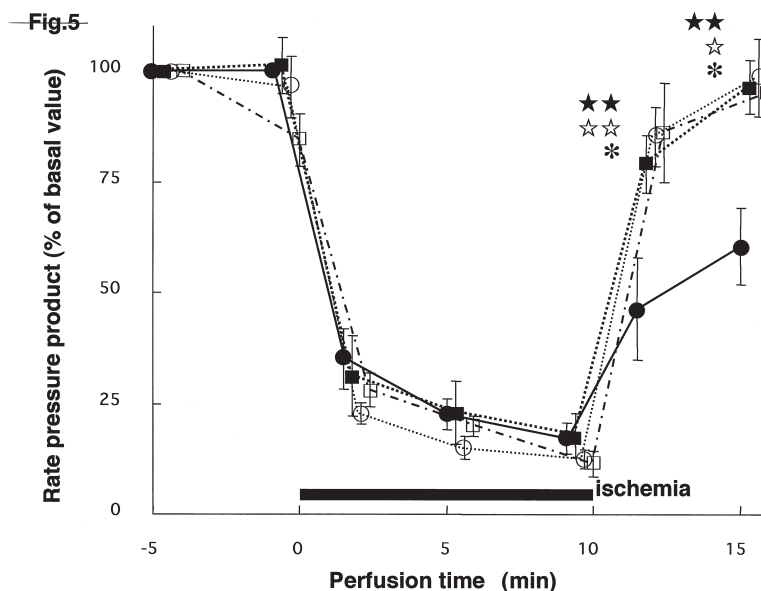 Fig.5
Rate pressure product (% of basal value)
100
75
50
25
0
★★
☆
*
★★
☆☆
*
ischemia
-5 0 5 10 15
Perfusion time (min)